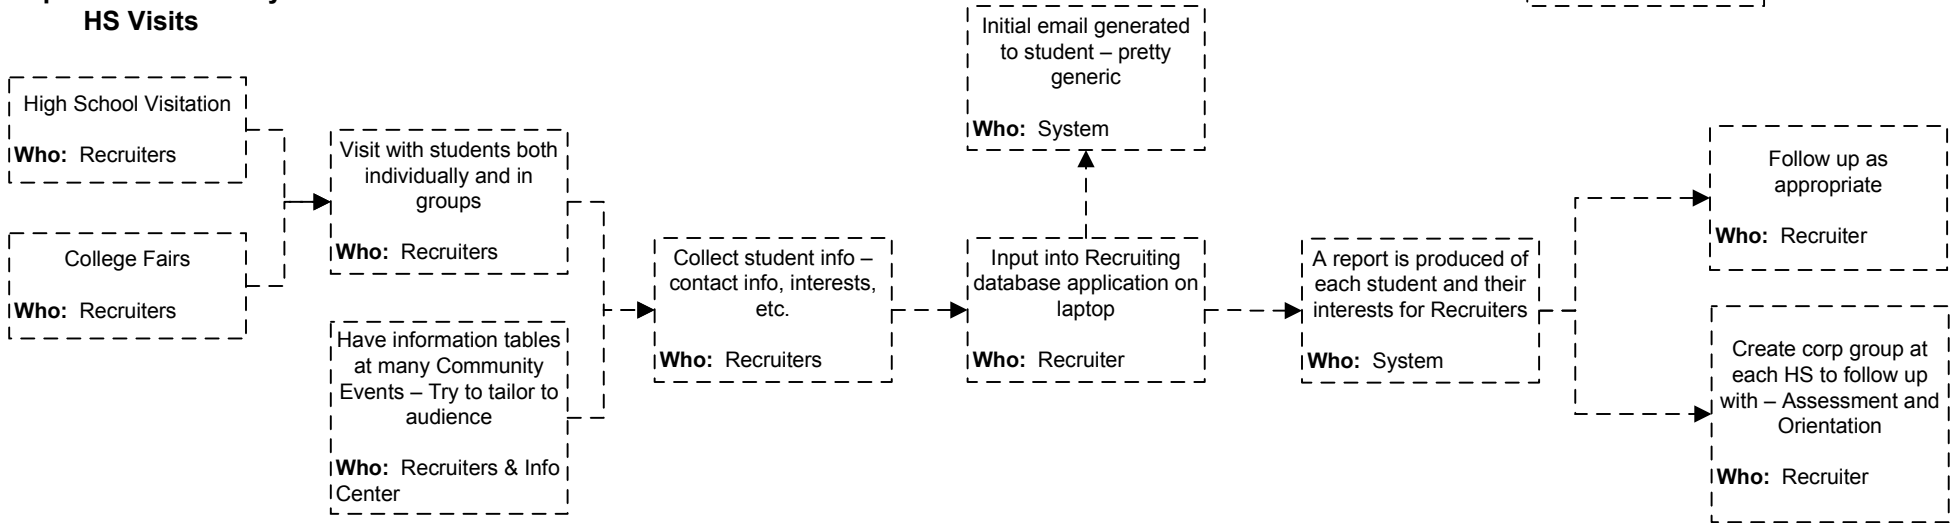 HS Visits
High School Visitation
Who: Recruiters
College Fairs
Who: Recruiters
Visit with students both
individually and in
groups
Who: Recruiters
Have information tables
at many Community
Events – Try to tailor to
audience
Who: Recruiters & Info
Center
Collect student info –
contact info, interests,
etc.
Who: Recruiters
Initial email generated
to student – pretty
generic
Who: System
Input into Recruiting
database application on
laptop
Who: Recruiter
A report is produced of
each student and their
interests for Recruiters
Who: System
Follow up as
appropriate
Who: Recruiter
Create corp group at
each HS to follow up
with – Assessment and
Orientation
Who: Recruiter